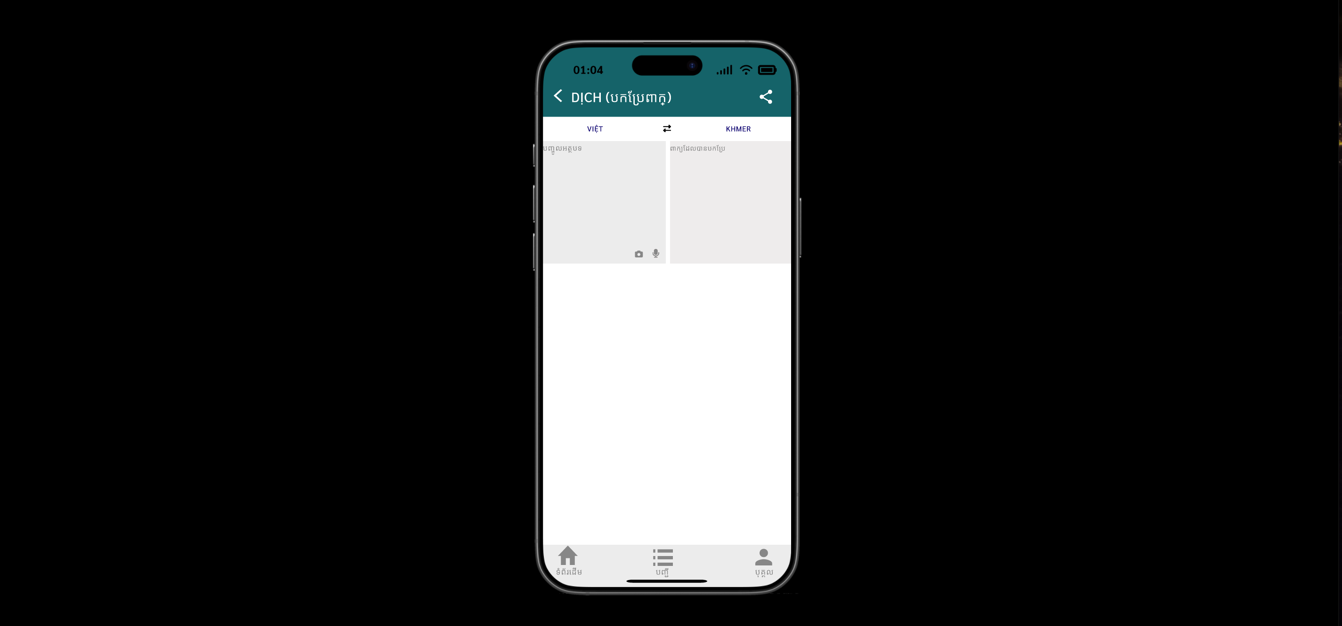 01:04
DỊCH (បកប្រែពាក្)
VIỆT
KHMER
បញ្ចូលអត្ថបទ
ពាក្យដែលបានបកប្រែ
ទំព័រដើម
បញ្ជី
បុគ្គល